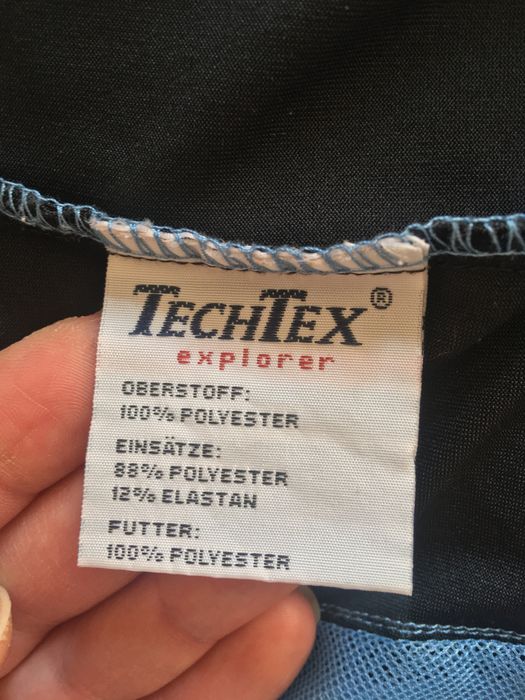 TECHTEX®
explorer
OBERSTOFF:
100% POLYESTER
EINSÄTZE:
88% POLYESTER
12% ELASTAN
FUTTER:
100% POLYESTER